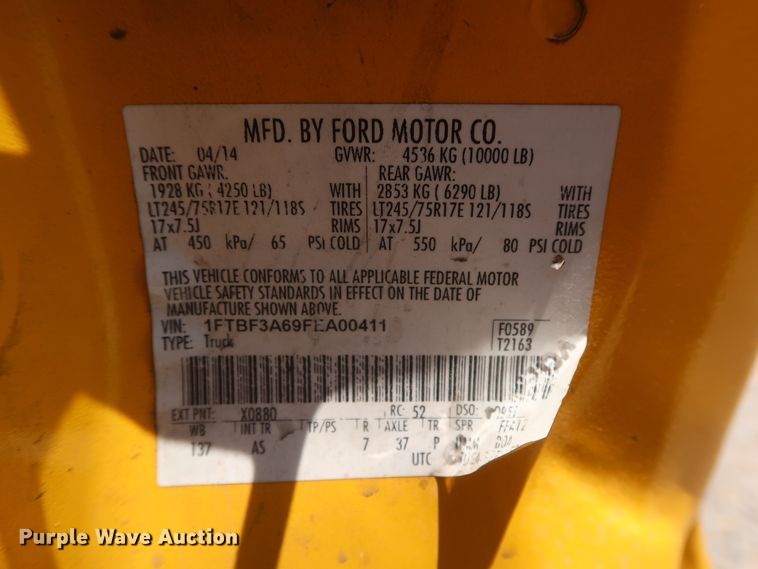 MFD. BY FORD MOTOR CO.
DATE: 04/14 GVWR: 4536 KG (10000 LB)
FRONT GAWR: REAR GAWR:
1928 KG ( 4250 LB) WITH 2853 KG ( 6290 LB) WITH
LT245/75R17E 121/118S TIRES LT245/75R17E 121/118S TIRES
17x7.5J RIMS 17x7.5J RIMS
AT 450 kPa/ 65 PSI COLD AT 550 kPa/ 80 PSI COLD
THIS VEHICLE CONFORMS TO ALL APPLICABLE FEDERAL MOTOR
VEHICLE SAFETY STANDARDS IN EFFECT ON THE DATE OF
MANUFACTURE SHOWN ABOVE.
VIN: 1FTBF3A69FEA00411 F0589
TYPE: Truck T2163
EXT PNT: X0880 RC: 52 DSO:
WB INT TR TP/PS R AXLE TR SPR
137 AS 7 37 P
UTC
Purple Wave Auction